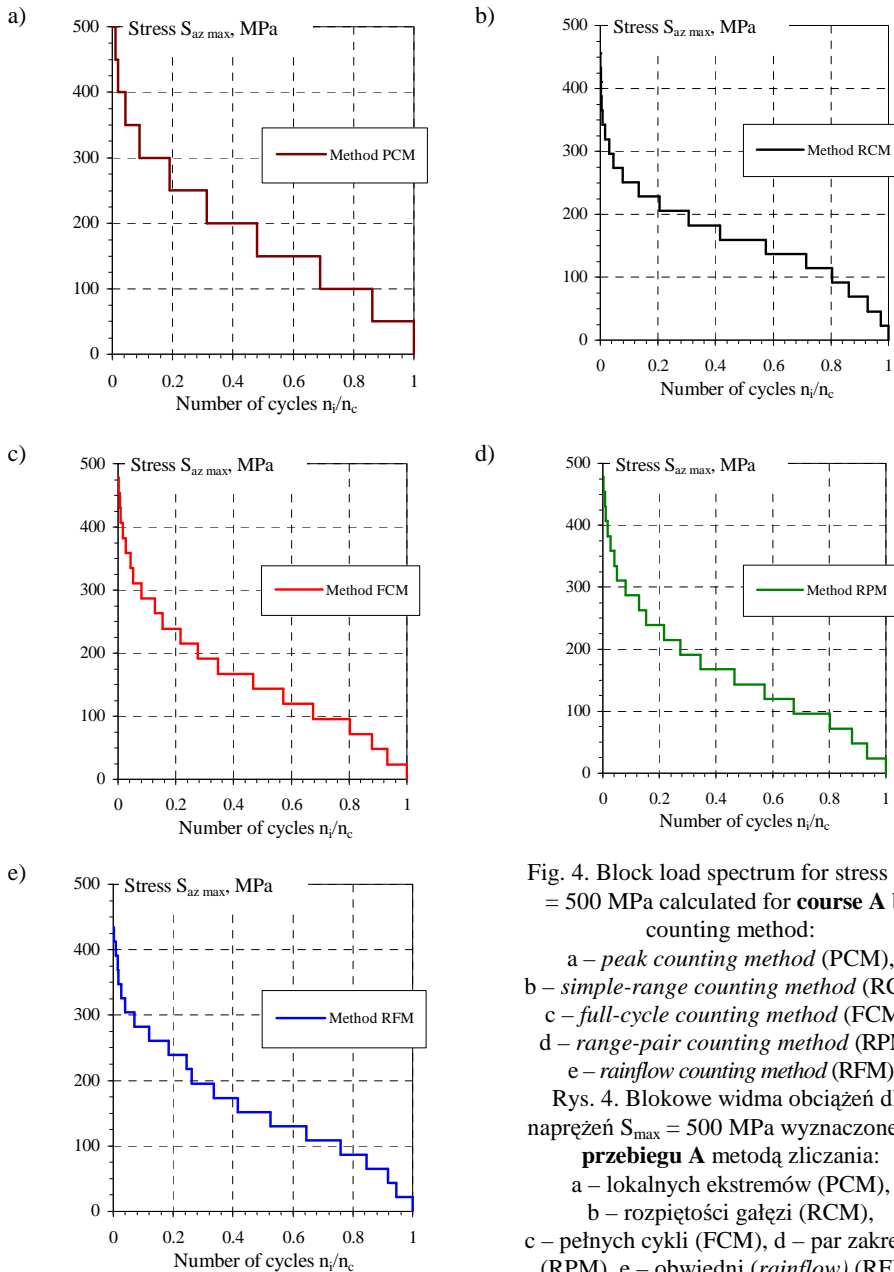 a)
Stress S_az max, MPa
500
400
300
200
100
0
Method PCM
0 0.2 0.4 0.6 0.8 1
Number of cycles n_i/n_c
b)
Stress S_az max, MPa
500
400
300
200
100
0
Method RCM
0 0.2 0.4 0.6 0.8 1
Number of cycles n_i/n_c
c)
Stress S_az max, MPa
500
400
300
200
100
0
Method FCM
0 0.2 0.4 0.6 0.8 1
Number of cycles n_i/n_c
d)
Stress S_az max, MPa
500
400
300
200
100
0
Method RPM
0 0.2 0.4 0.6 0.8 1
Number of cycles n_i/n_c
e)
Stress S_az max, MPa
500
400
300
200
100
0
Method RFM
0 0.2 0.4 0.6 0.8 1
Number of cycles n_i/n_c
Fig. 4. Block load spectrum for stress
= 500 MPa calculated for course A
counting method:
a – peak counting method (PCM),
b – simple-range counting method
c – full-cycle counting method
d – range-pair counting method
e – rainflow counting method (RFM)
Rys. 4. Blokowe widma obciążeń
naprężeń S_max = 500 MPa
przebiegu A metodą zliczania:
a – lokalnych ekstremów (PCM),
b – rozpiętości gałęzi (RCM),
c – pełnych cykli (FCM), d – par
(RPM), e – obwiedni (rainflow)